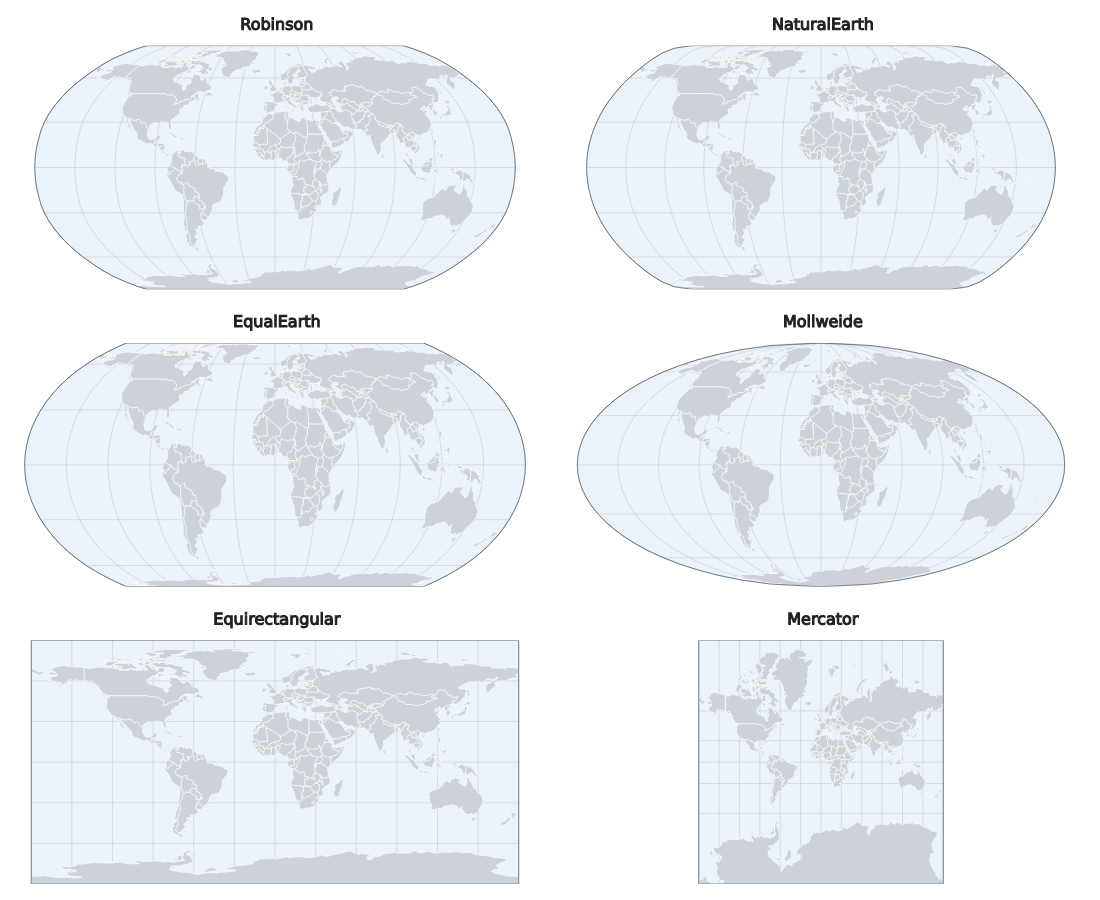 Robinson
NaturalEarth
EqualEarth
Mollweide
Equirectangular
Mercator